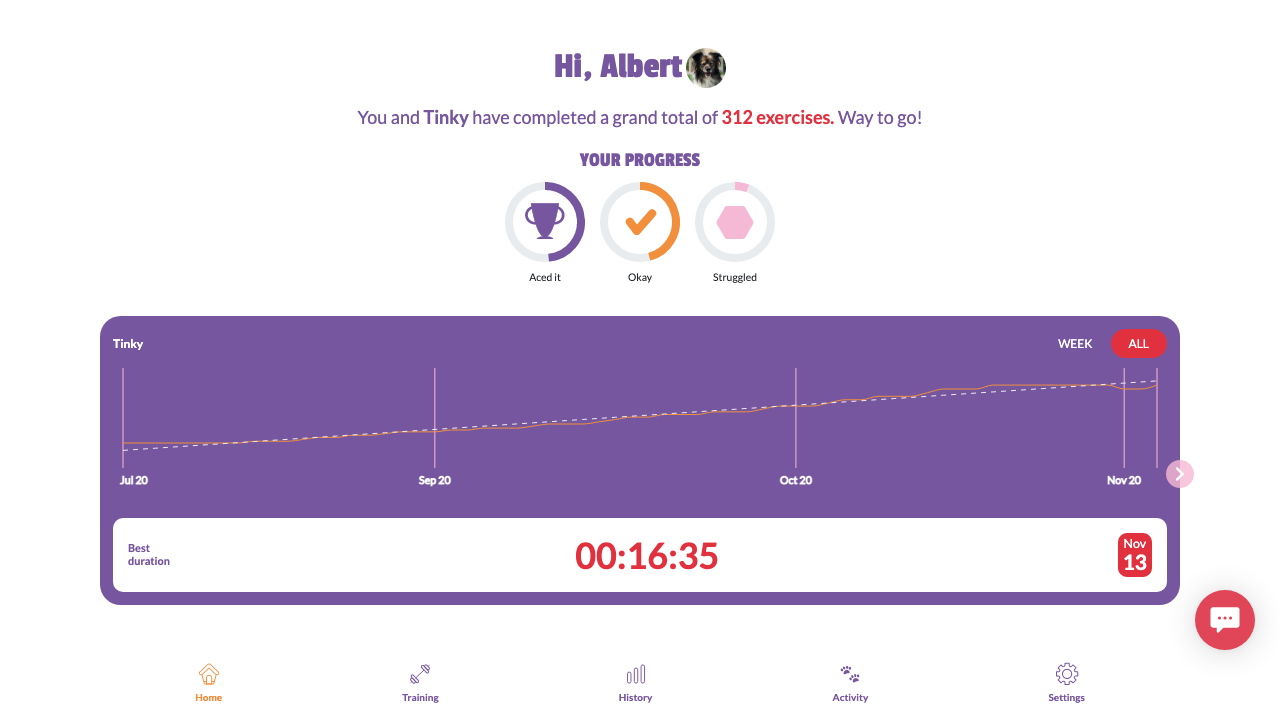 Hi, Albert
You and Tinky have completed a grand total of 312 exercises. Way to go!
YOUR PROGRESS
Aced it
Okay
Struggled
Tinky
WEEK
ALL
Jul 20
Sep 20
Oct 20
Nov 20
Best
duration
00:16:35
Nov
13
Home
Training
History
Activity
Settings